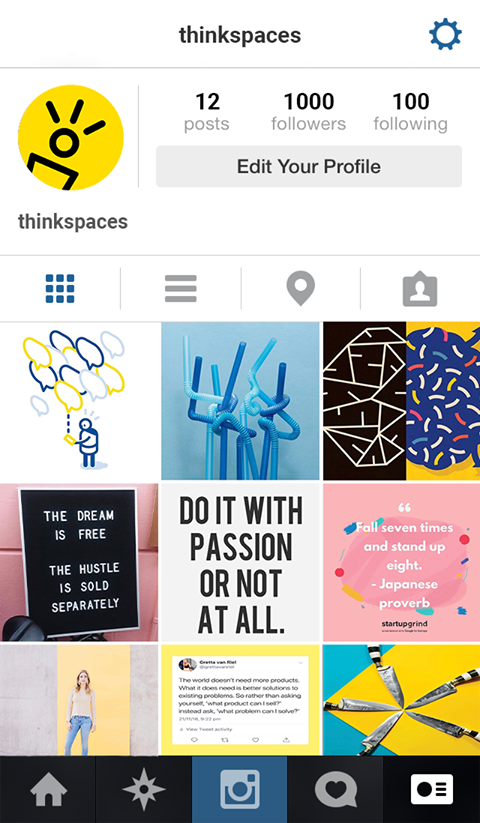 thinkspaces
12 1000 100
posts followers following
Edit Your Profile
thinkspaces
THE DREAM
IS FREE
THE HUSTLE
IS SOLD
SEPARATELY
DO IT WITH
PASSION
OR NOT
AT ALL.
“
Fall seven times
and stand up
eight.
- Japanese
proverb
startupgrind
Gretta van Riel
@grettavanriel
The world doesn't need more products.
What it does need is better solutions to
existing problems. So rather than asking
yourself, 'what product can I sell?'
instead ask, 'what problem can I solve?'
21/11/18, 9:22 pm
View Tweet activity